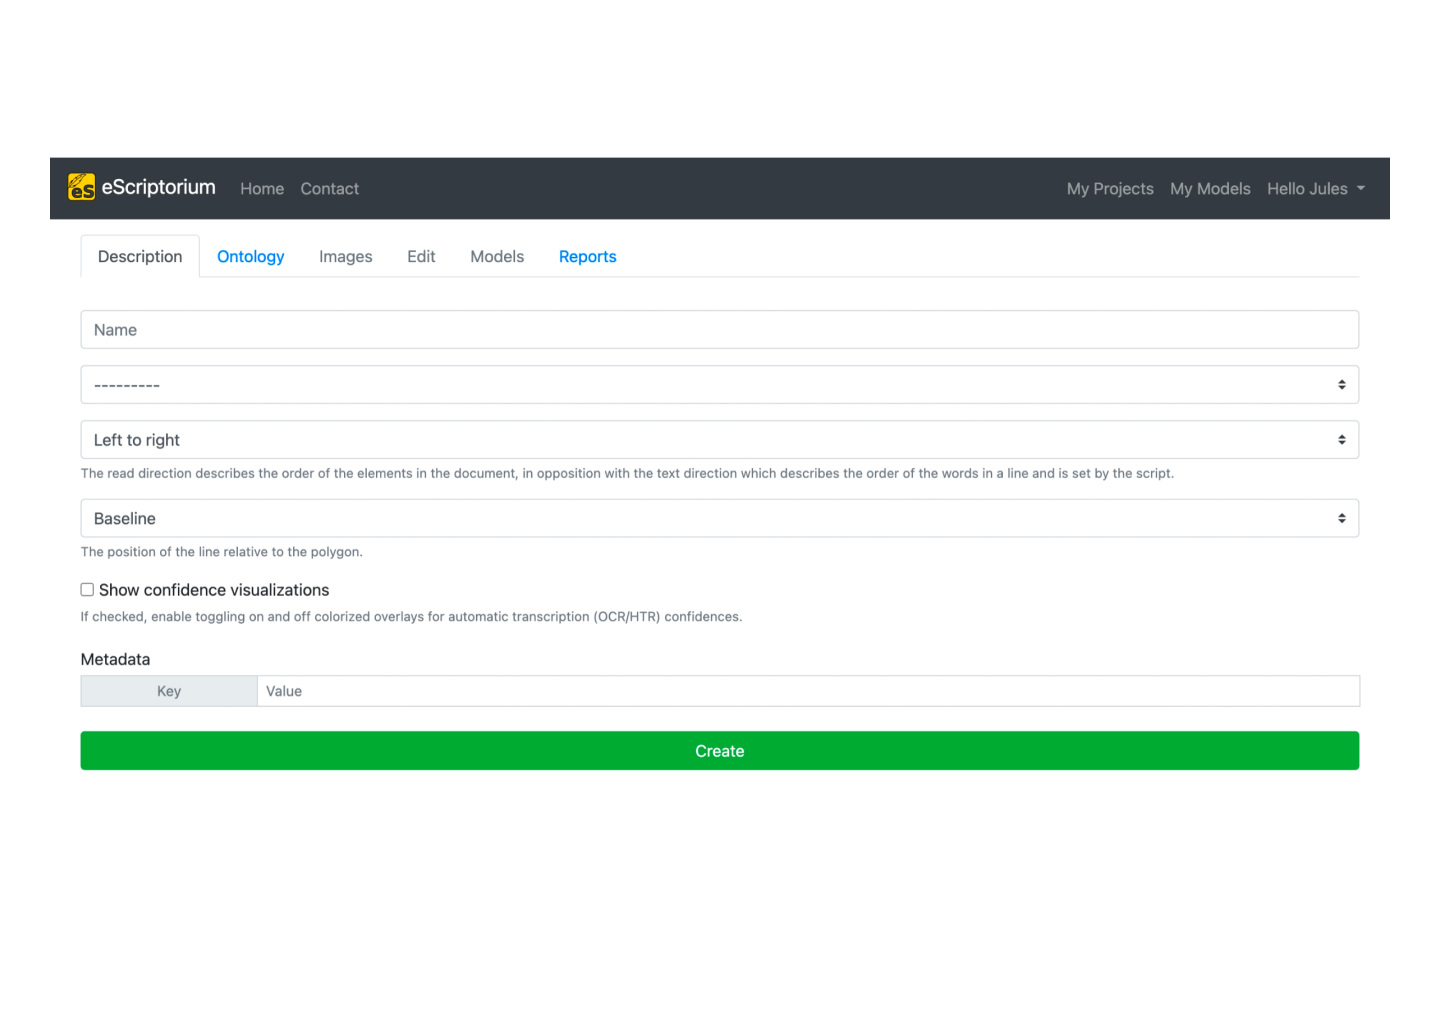 eS eScriptorium Home Contact My Projects My Models Hello Jules
Description Ontology Images Edit Models Reports
Name
---------
Left to right
The read direction describes the order of the elements in the document, in opposition with the text direction which describes the order of the words in a line and is set by the script.
Baseline
The position of the line relative to the polygon.
Show confidence visualizations
If checked, enable toggling on and off colorized overlays for automatic transcription (OCR/HTR) confidences.
Metadata
Key Value
Create